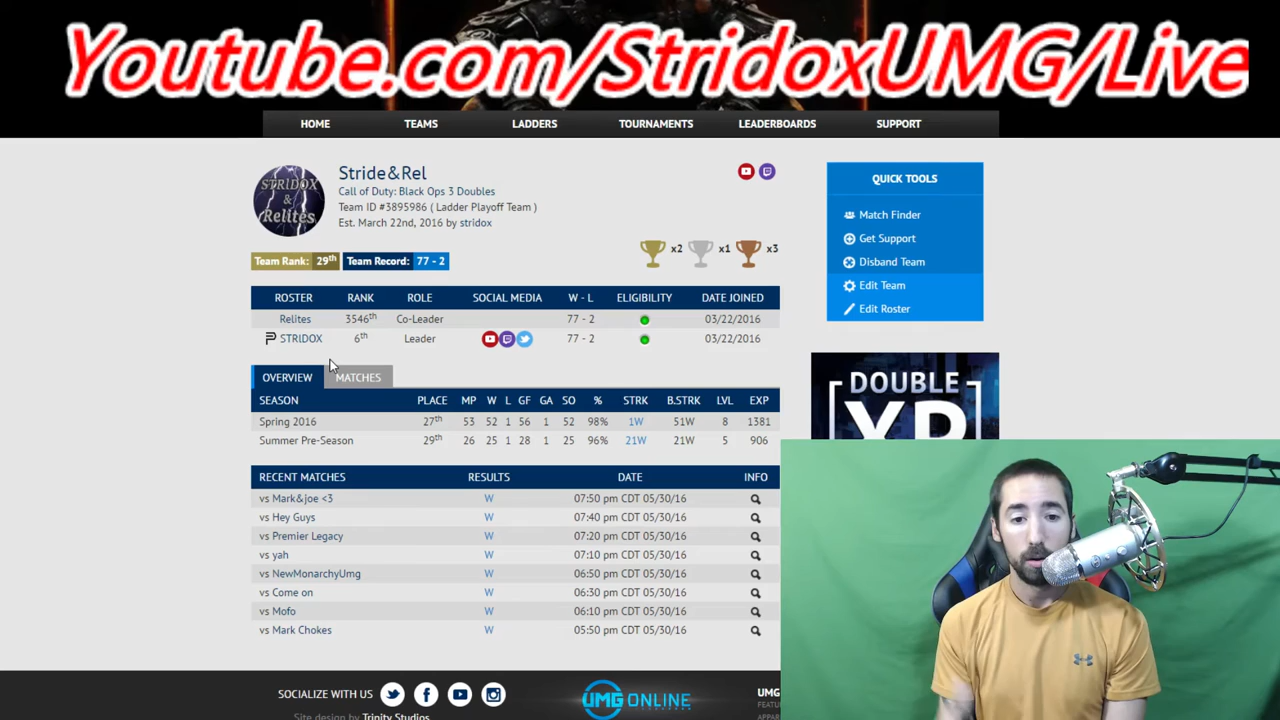 Youtube.com/StridoxUMG/Live
HOME TEAMS LADDERS TOURNAMENTS LEADERBOARDS SUPPORT
STRIDOX & Relites
Stride&Rel
Call of Duty: Black Ops 3 Doubles
Team ID #3895986 ( Ladder Playoff Team )
Est. March 22nd, 2016 by stridox
x2 x1 x3
Team Rank: 29th Team Record: 77 - 2
ROSTER RANK ROLE SOCIAL MEDIA W - L ELIGIBILITY DATE JOINED
Relites 3546th Co-Leader 77 - 2 03/22/2016
STRIDOX 6th Leader 77 - 2 03/22/2016
OVERVIEW MATCHES
SEASON PLACE MP W L GF GA SO % STRK B.STRK LVL EXP
Spring 2016 27th 53 52 1 56 1 52 98% 1W 51W 8 1381
Summer Pre-Season 29th 26 25 1 28 1 25 96% 21W 21W 5 906
RECENT MATCHES RESULTS DATE INFO
vs Mark&joe <3 W 07:50 pm CDT 05/30/16
vs Hey Guys W 07:40 pm CDT 05/30/16
vs Premier Legacy W 07:20 pm CDT 05/30/16
vs yah W 07:10 pm CDT 05/30/16
vs NewMonarchyUmg W 06:50 pm CDT 05/30/16
vs Come on W 06:30 pm CDT 05/30/16
vs Mofo W 06:10 pm CDT 05/30/16
vs Mark Chokes W 05:50 pm CDT 05/30/16
QUICK TOOLS
Match Finder
Get Support
Disband Team
Edit Team
Edit Roster
DOUBLE
XP
SOCIALIZE WITH US
UMG ONLINE
UMG
Site design by Trinity Studios